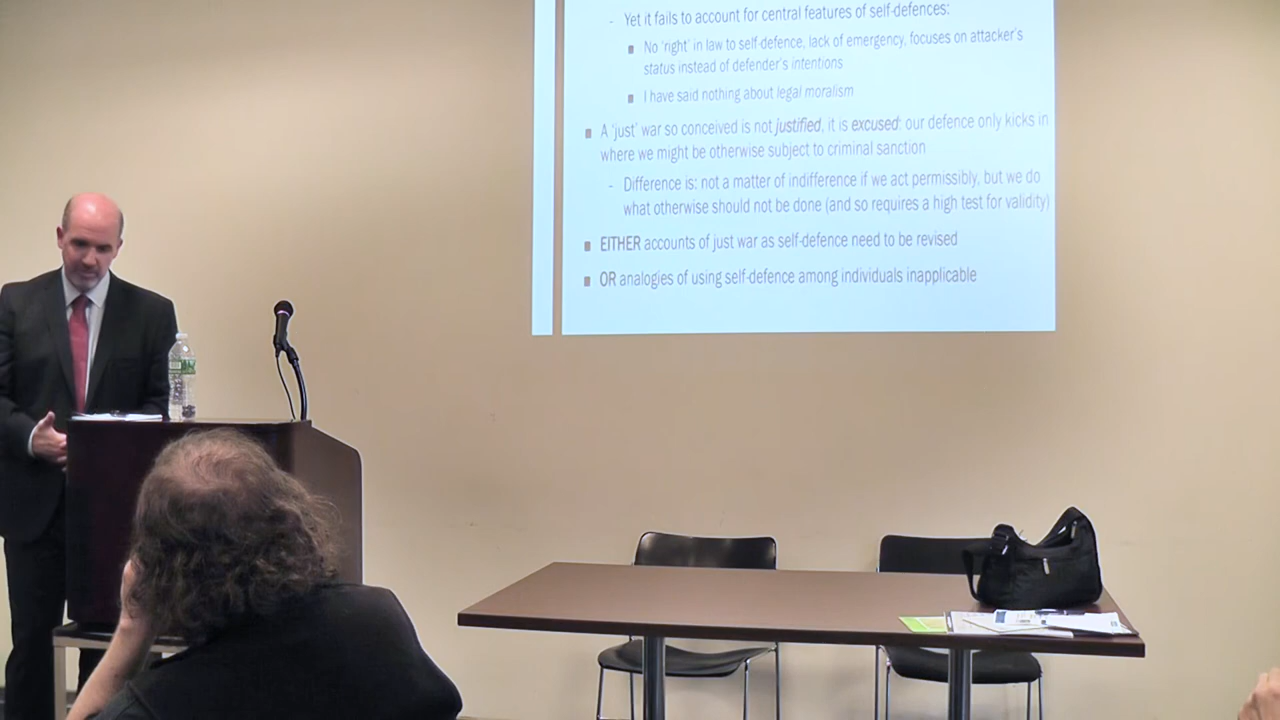 - Yet it fails to account for central features of self-defences:
No 'right' in law to self-defence, lack of emergency, focuses on attacker's
status instead of defender's intentions
I have said nothing about legal moralism
A 'just' war so conceived is not justified, it is excused: our defence only kicks in
where we might be otherwise subject to criminal sanction
- Difference is: not a matter of indifference if we act permissibly, but we do
what otherwise should not be done (and so requires a high test for validity)
EITHER accounts of just war as self-defence need to be revised
OR analogies of using self-defence among individuals inapplicable